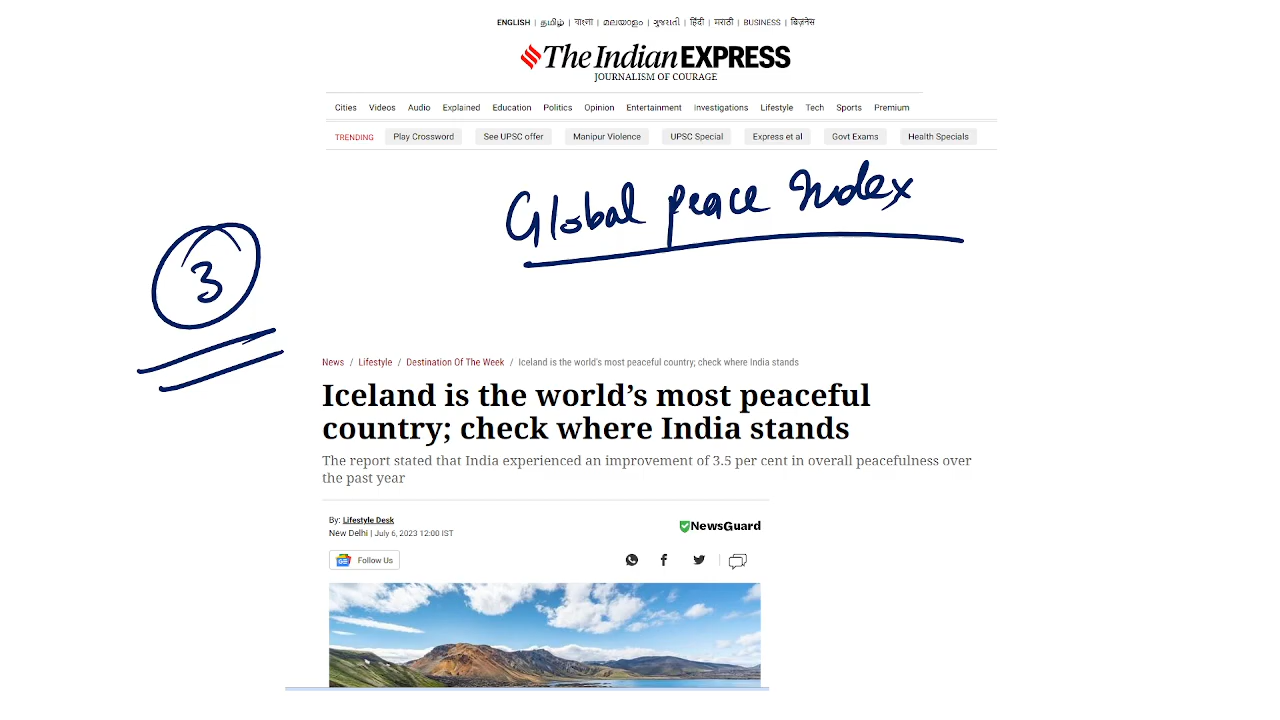 ENGLISH | தமிழ் | বাংলা | മലയാളം | ગુજરાતી | हिंदी | मराठी | BUSINESS | बिज़नेस
The Indian EXPRESS
JOURNALISM OF COURAGE
Cities Videos Audio Explained Education Politics Opinion Entertainment Investigations Lifestyle Tech Sports Premium
TRENDING Play Crossword See UPSC offer Manipur Violence UPSC Special Express et al Govt Exams Health Specials
Global Peace Index
3
News / Lifestyle / Destination Of The Week / Iceland is the world's most peaceful country; check where India stands
Iceland is the world’s most peaceful
country; check where India stands
The report stated that India experienced an improvement of 3.5 per cent in overall peacefulness over
the past year
By: Lifestyle Desk
NewsGuard
New Delhi | July 6, 2023 12:00 IST
Follow Us